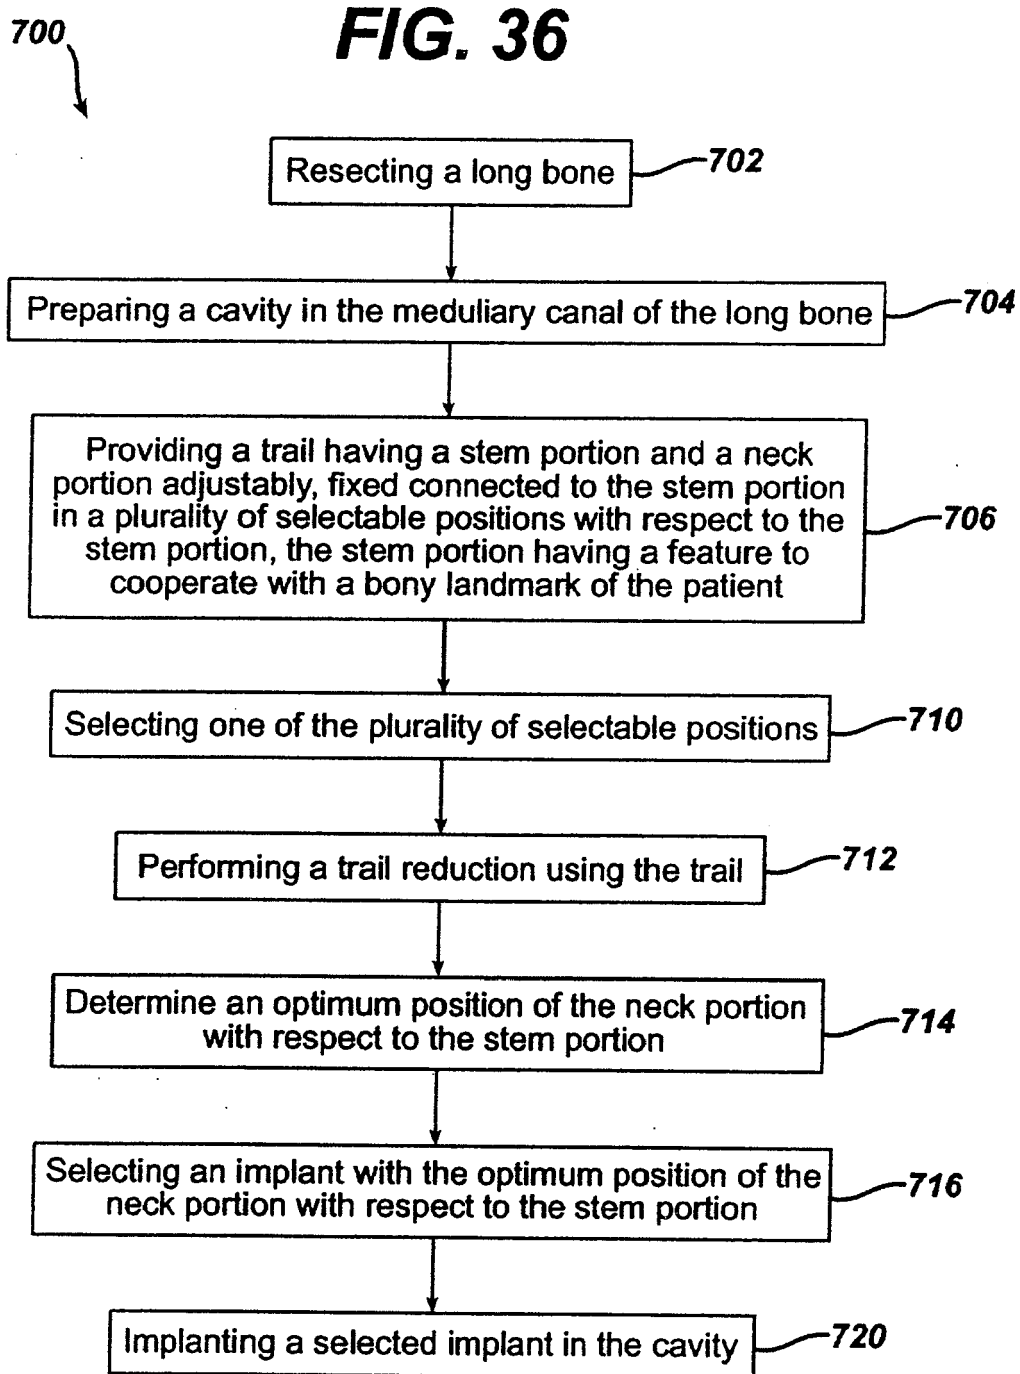 FIG. 36
700
Resecting a long bone
702
Preparing a cavity in the meduliary canal of the long bone
704
Providing a trail having a stem portion and a neck
portion adjustably, fixed connected to the stem portion
in a plurality of selectable positions with respect to the
stem portion, the stem portion having a feature to
cooperate with a bony landmark of the patient
706
Selecting one of the plurality of selectable positions
710
Performing a trail reduction using the trail
712
Determine an optimum position of the neck portion
with respect to the stem portion
714
Selecting an implant with the optimum position of the
neck portion with respect to the stem portion
716
Implanting a selected implant in the cavity
720